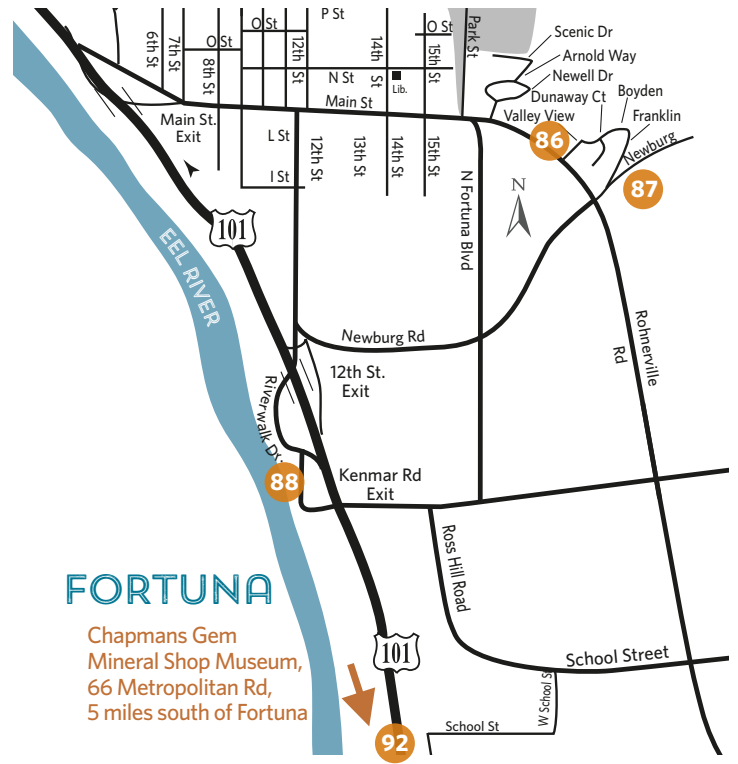 P St
O St
O St
O St
6th St
7th St
8th St
12th St
14th St
15th St
Park St
Scenic Dr
Arnold Way
Newell Dr
Dunaway Ct
Boyden
Valley View
Franklin
N St
Lib.
Main St
Main St.
Exit
86
Newburg
87
L St
I St
12th St
13th St
14th St
15th St
N Fortuna Blvd
N
101
EEL RIVER
Newburg Rd
Rohnerville
Rd
12th St.
Exit
Riverwalk Dr.
88
Kenmar Rd
Exit
Ross Hill Road
FORTUNA
Chapmans Gem
Mineral Shop Museum,
66 Metropolitan Rd,
5 miles south of Fortuna
101
School Street
W School S
School St
92